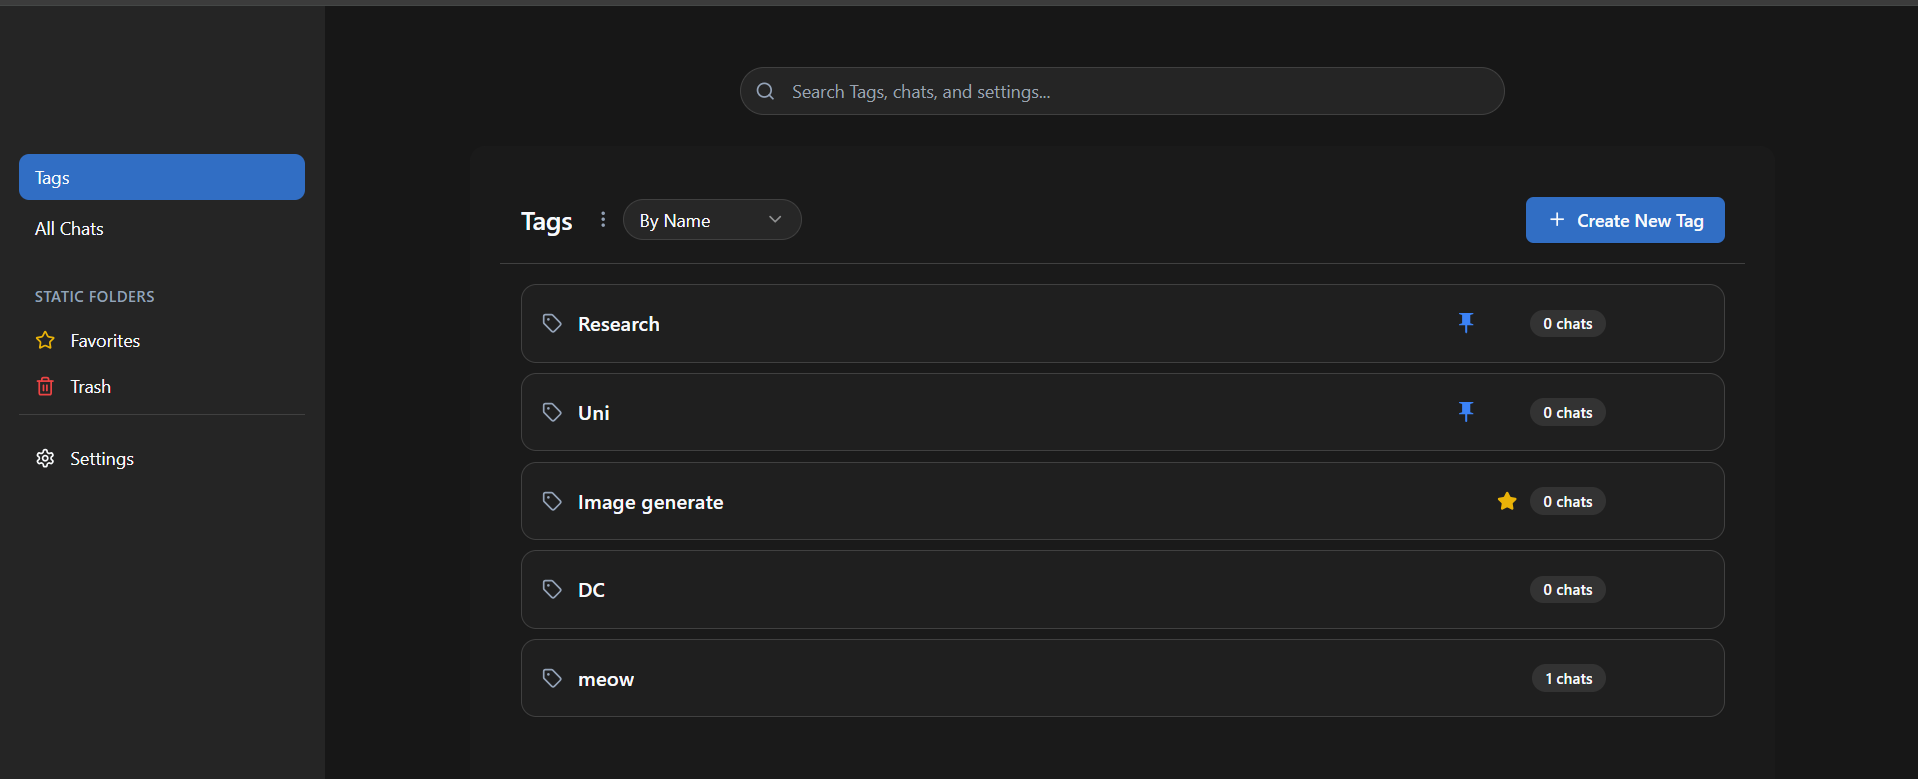 Search Tags, chats, and settings...
Tags
All Chats
STATIC FOLDERS
Favorites
Trash
Settings
Tags
By Name
Create New Tag
Research
0 chats
Uni
0 chats
Image generate
0 chats
DC
0 chats
meow
1 chats